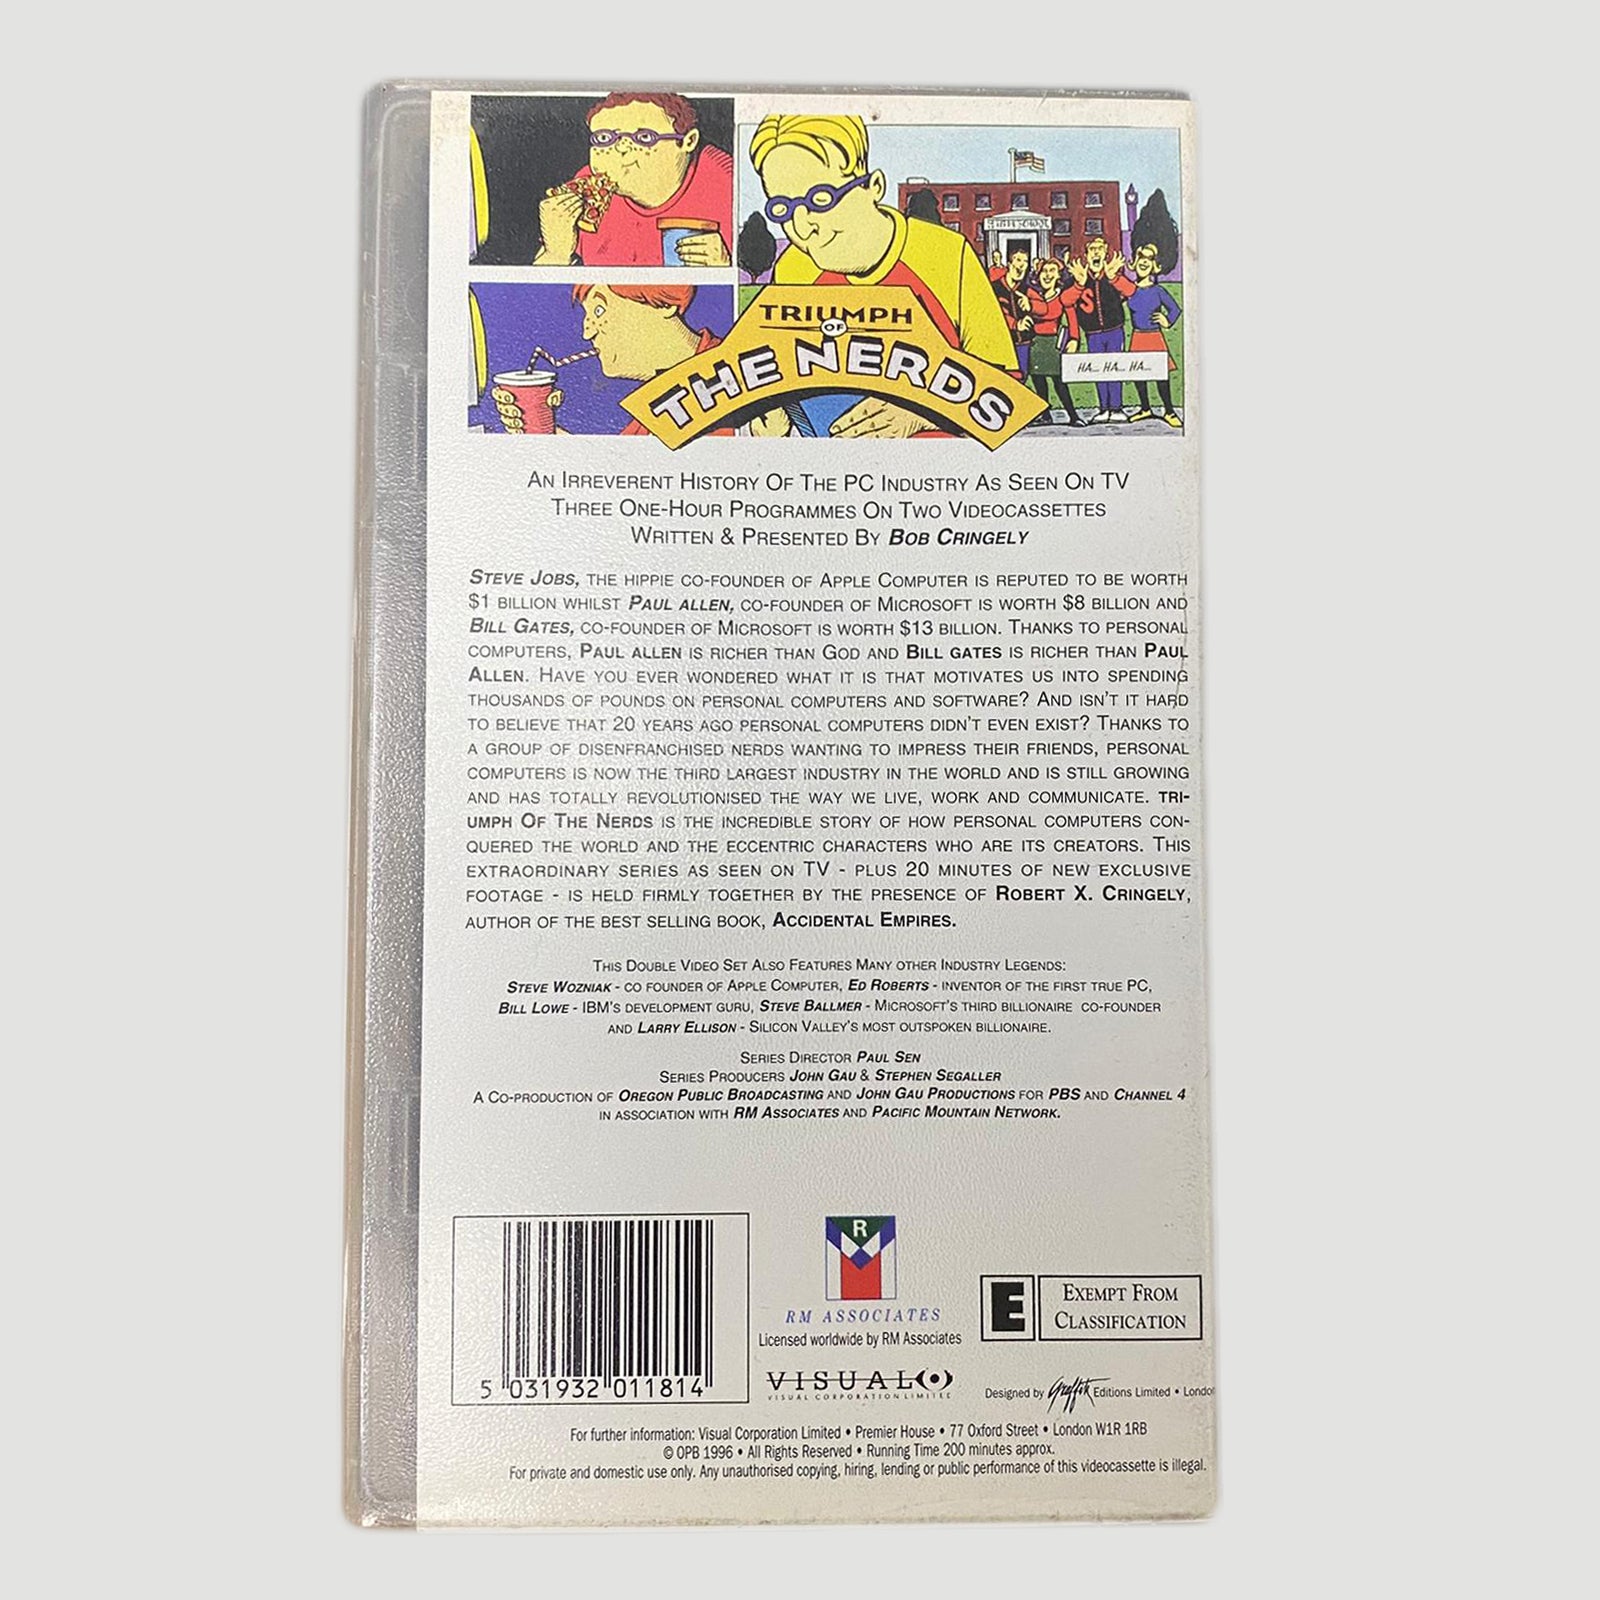 HA... HA... HA...
TRIUMPH
OF
THE NERDS
AN IRREVERENT HISTORY OF THE PC INDUSTRY AS SEEN ON TV
THREE ONE-HOUR PROGRAMMES ON TWO VIDEOCASSETTES
WRITTEN & PRESENTED BY BOB CRINGELY
STEVE JOBS, THE HIPPIE CO-FOUNDER OF APPLE COMPUTER IS REPUTED TO BE WORTH
$1 BILLION WHILST PAUL ALLEN, CO-FOUNDER OF MICROSOFT IS WORTH $8 BILLION AND
BILL GATES, CO-FOUNDER OF MICROSOFT IS WORTH $13 BILLION. THANKS TO PERSONAL
COMPUTERS, PAUL ALLEN IS RICHER THAN GOD AND BILL GATES IS RICHER THAN PAUL
ALLEN. HAVE YOU EVER WONDERED WHAT IT IS THAT MOTIVATES US INTO SPENDING
THOUSANDS OF POUNDS ON PERSONAL COMPUTERS AND SOFTWARE? AND ISN'T IT HARD
TO BELIEVE THAT 20 YEARS AGO PERSONAL COMPUTERS DIDN'T EVEN EXIST? THANKS TO
A GROUP OF DISENFRANCHISED NERDS WANTING TO IMPRESS THEIR FRIENDS, PERSONAL
COMPUTERS IS NOW THE THIRD LARGEST INDUSTRY IN THE WORLD AND IS STILL GROWING
AND HAS TOTALLY REVOLUTIONISED THE WAY WE LIVE, WORK AND COMMUNICATE. TRI-
UMPH OF THE NERDS IS THE INCREDIBLE STORY OF HOW PERSONAL COMPUTERS CON-
QUERED THE WORLD AND THE ECCENTRIC CHARACTERS WHO ARE ITS CREATORS. THIS
EXTRAORDINARY SERIES AS SEEN ON TV - PLUS 20 MINUTES OF NEW EXCLUSIVE
FOOTAGE - IS HELD FIRMLY TOGETHER BY THE PRESENCE OF ROBERT X. CRINGELY,
AUTHOR OF THE BEST SELLING BOOK, ACCIDENTAL EMPIRES.
THIS DOUBLE VIDEO SET ALSO FEATURES MANY OTHER INDUSTRY LEGENDS:
STEVE WOZNIAK - CO FOUNDER OF APPLE COMPUTER, ED ROBERTS - INVENTOR OF THE FIRST TRUE PC,
BILL LOWE - IBM'S DEVELOPMENT GURU, STEVE BALLMER - MICROSOFT'S THIRD BILLIONAIRE CO-FOUNDER
AND LARRY ELLISON - SILICON VALLEY'S MOST OUTSPOKEN BILLIONAIRE.
SERIES DIRECTOR PAUL SEN
SERIES PRODUCERS JOHN GAU & STEPHEN SEGALLER
A CO-PRODUCTION OF OREGON PUBLIC BROADCASTING AND JOHN GAU PRODUCTIONS FOR PBS AND CHANNEL 4
IN ASSOCIATION WITH RM ASSOCIATES AND PACIFIC MOUNTAIN NETWORK.
R
RM ASSOCIATES
Licensed worldwide by RM Associates
E EXEMPT FROM
CLASSIFICATION
VISUAL
VISUAL CORPORATION LIMITED
5 031932 011814
Designed by Graffik Editions Limited • Londo
For further information: Visual Corporation Limited • Premier House • 77 Oxford Street • London W1R 1RB
© OPB 1996 • All Rights Reserved • Running Time 200 minutes approx.
For private and domestic use only. Any unauthorised copying, hiring, lending or public performance of this videocassette is illegal.